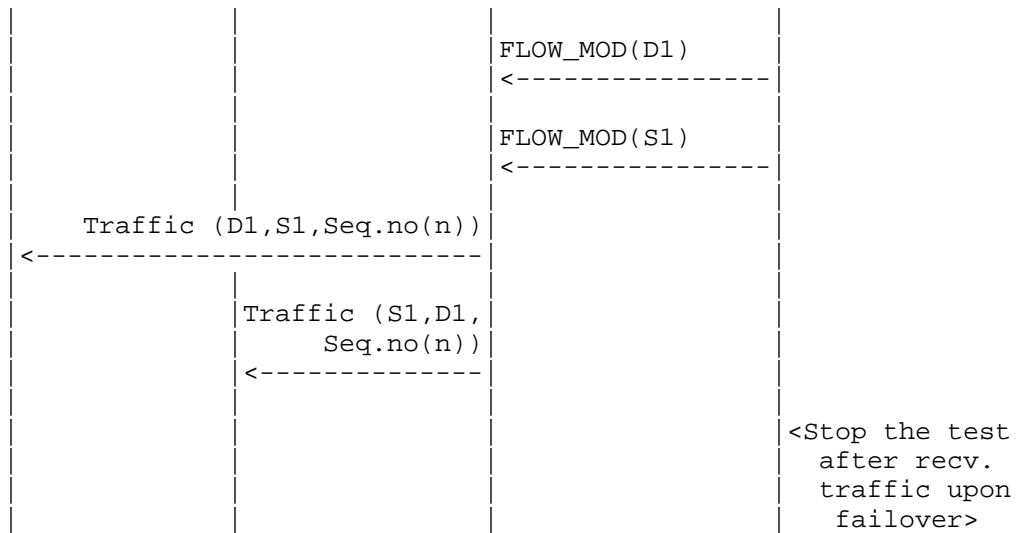 FLOW_MOD(D1)
<----------------
FLOW_MOD(S1)
<----------------
Traffic (D1,S1,Seq.no(n))
<----------------------------
Traffic (S1,D1,
Seq.no(n))
<--------------
<Stop the test
after recv.
traffic upon
failover>